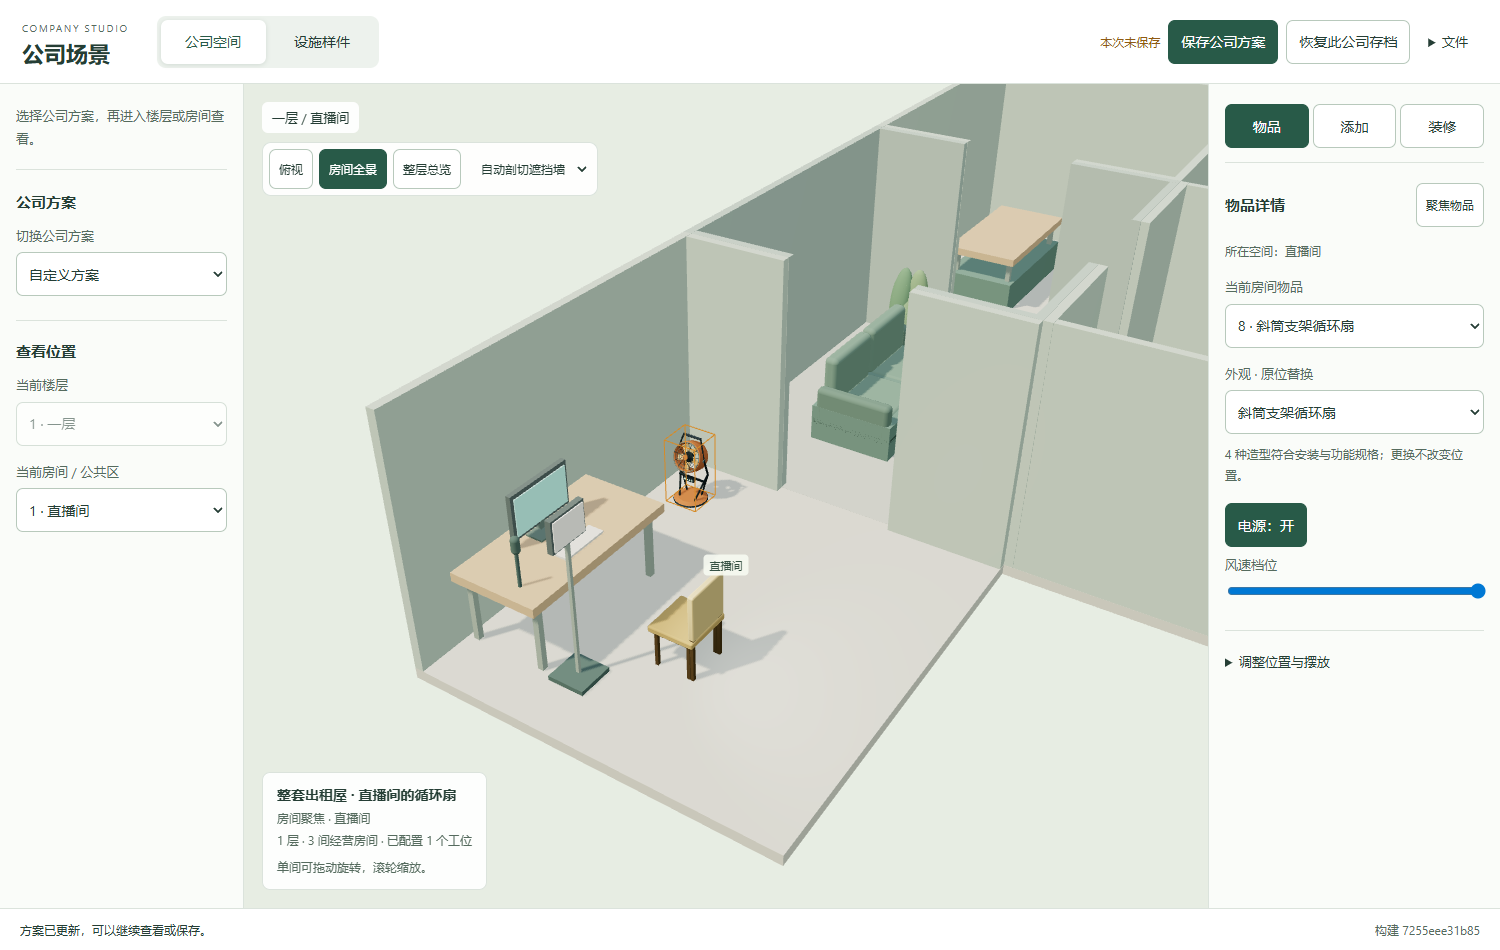 COMPANY STUDIO
公司场景
公司空间
设施样件
本次未保存
保存公司方案
恢复此公司存档
文件
选择公司方案，再进入楼层或房间查
看。
公司方案
切换公司方案
自定义方案
查看位置
当前楼层
1 · 一层
当前房间 / 公共区
1 · 直播间
一层 / 直播间
俯视
房间全景
整层总览
自动剖切遮挡墙
直播间
整套出租屋 · 直播间的循环扇
房间聚焦 · 直播间
1 层 · 3 间经营房间 · 已配置 1 个工位
单间可拖动旋转，滚轮缩放。
物品
添加
装修
物品详情
聚焦物品
所在空间：直播间
当前房间物品
8 · 斜筒支架循环扇
外观 · 原位替换
斜筒支架循环扇
4 种造型符合安装与功能规格；更换不改变位
置。
电源：开
风速档位
调整位置与摆放
方案已更新，可以继续查看或保存。
构建 7255eee31b85